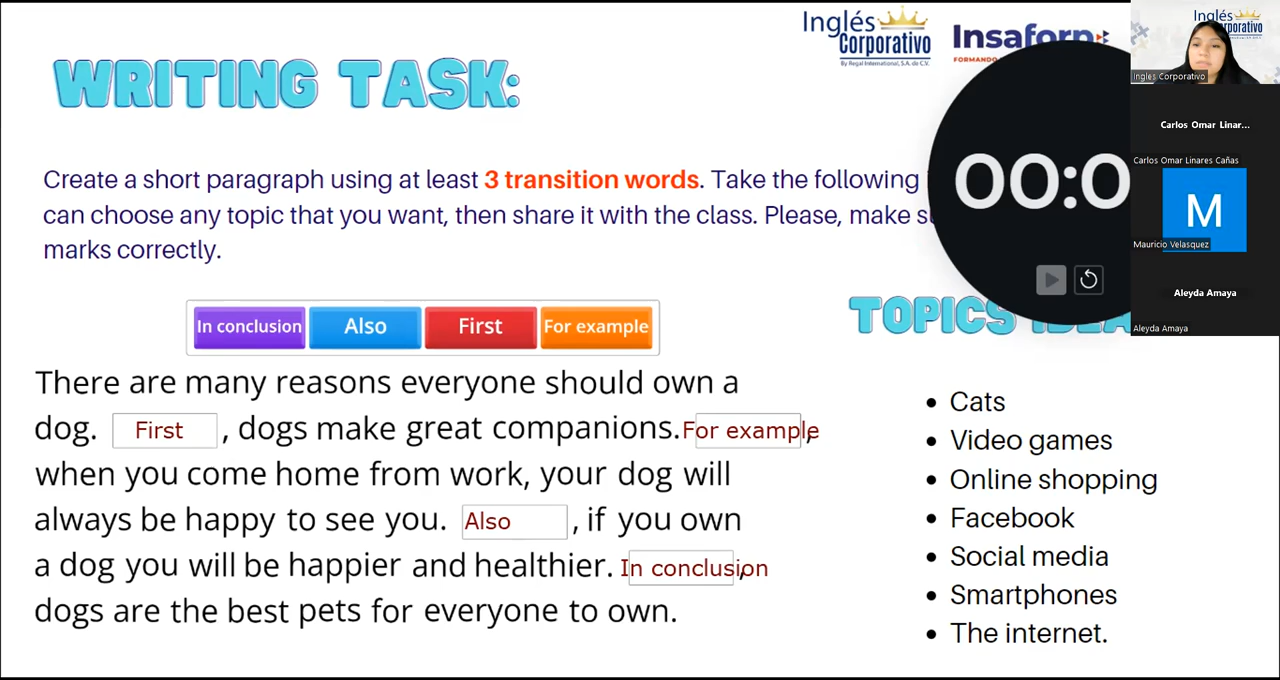 Inglés
Corporativo
By Regal International, S.A. de C.V.
Insaforp
FORMANDO
WRITING TASK:
Create a short paragraph using at least 3 transition words. Take the following
can choose any topic that you want, then share it with the class. Please, make
marks correctly.
00:0
In conclusion Also First For example
There are many reasons everyone should own a
dog. First , dogs make great companions. For example,
when you come home from work, your dog will
always be happy to see you. Also , if you own
a dog you will be happier and healthier. In conclusion,
dogs are the best pets for everyone to own.
TOPICS
Cats
Video games
Online shopping
Facebook
Social media
Smartphones
The internet.
Inglés
Corporativo
Ingles Corporativo
Carlos Omar Linar...
Carlos Omar Linares Cañas
M
Mauricio Velasquez
Aleyda Amaya
Aleyda Amaya